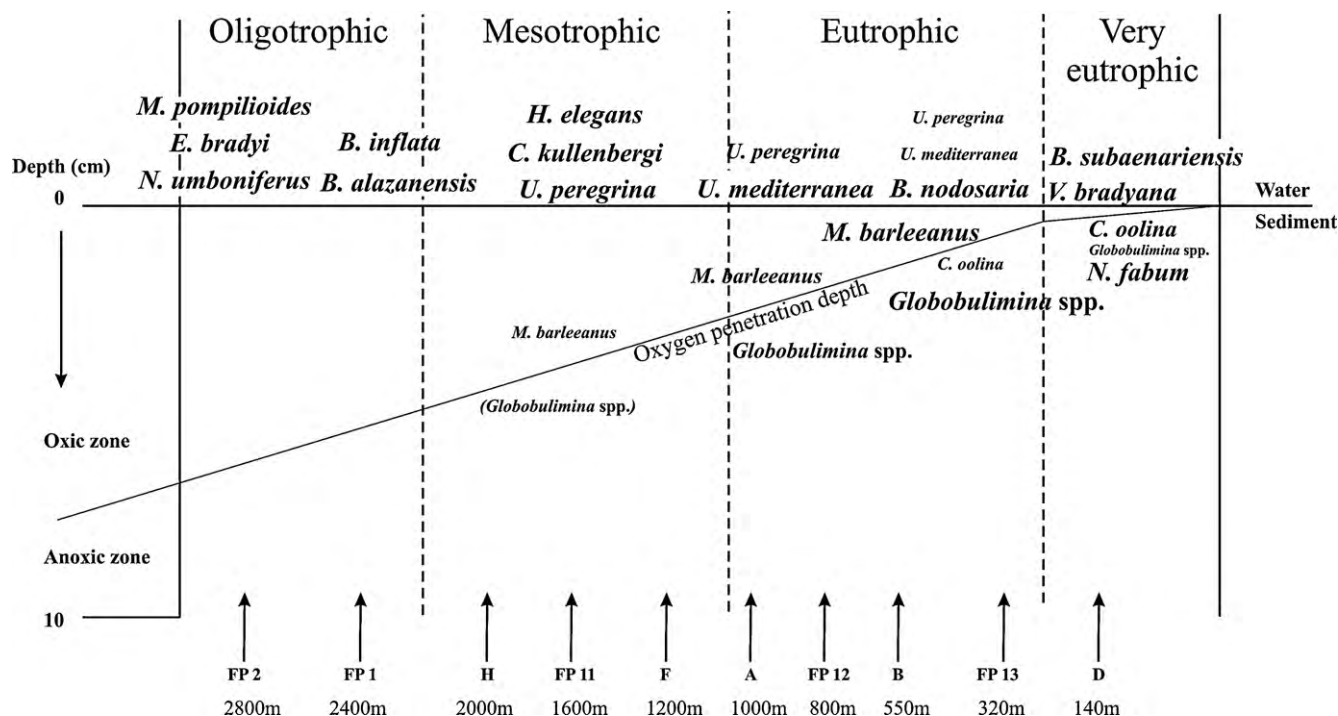 Oligotrophic
Mesotrophic
Eutrophic
Very
eutrophic
M. pompilioides
E. bradyi
N. umboniferus
B. inflata
B. alazanensis
H. elegans
C. kullenbergi
U. peregrina
U. peregrina
U. mediterranea
U. peregrina
U. mediterranea
B. nodosaria
B. subaenariensis
V. bradyana
Depth (cm)
0
Water
Sediment
M. barleeanus
C. oolina
Globobulimina spp.
N. fabum
M. barleeanus
C. oolina
Globobulimina spp.
M. barleeanus
Oxygen penetration depth
Globobulimina spp.
(Globobulimina spp.)
Oxic zone
Anoxic zone
10
FP 2 FP 1 H FP 11 F A FP 12 B FP 13 D
2800m 2400m 2000m 1600m 1200m 1000m 800m 550m 320m 140m